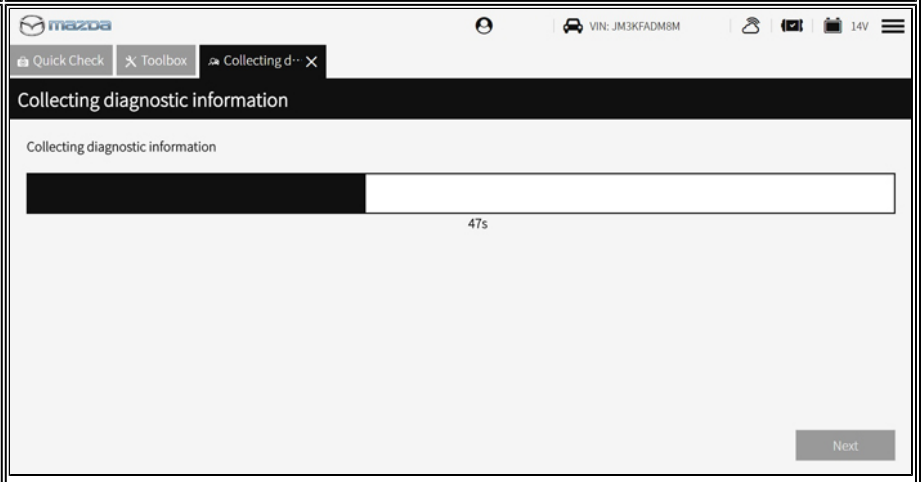 mazda
VIN: JM3KFADM8M
14V
Quick Check
Toolbox
Collecting d··
Collecting diagnostic information
Collecting diagnostic information
47s
Next